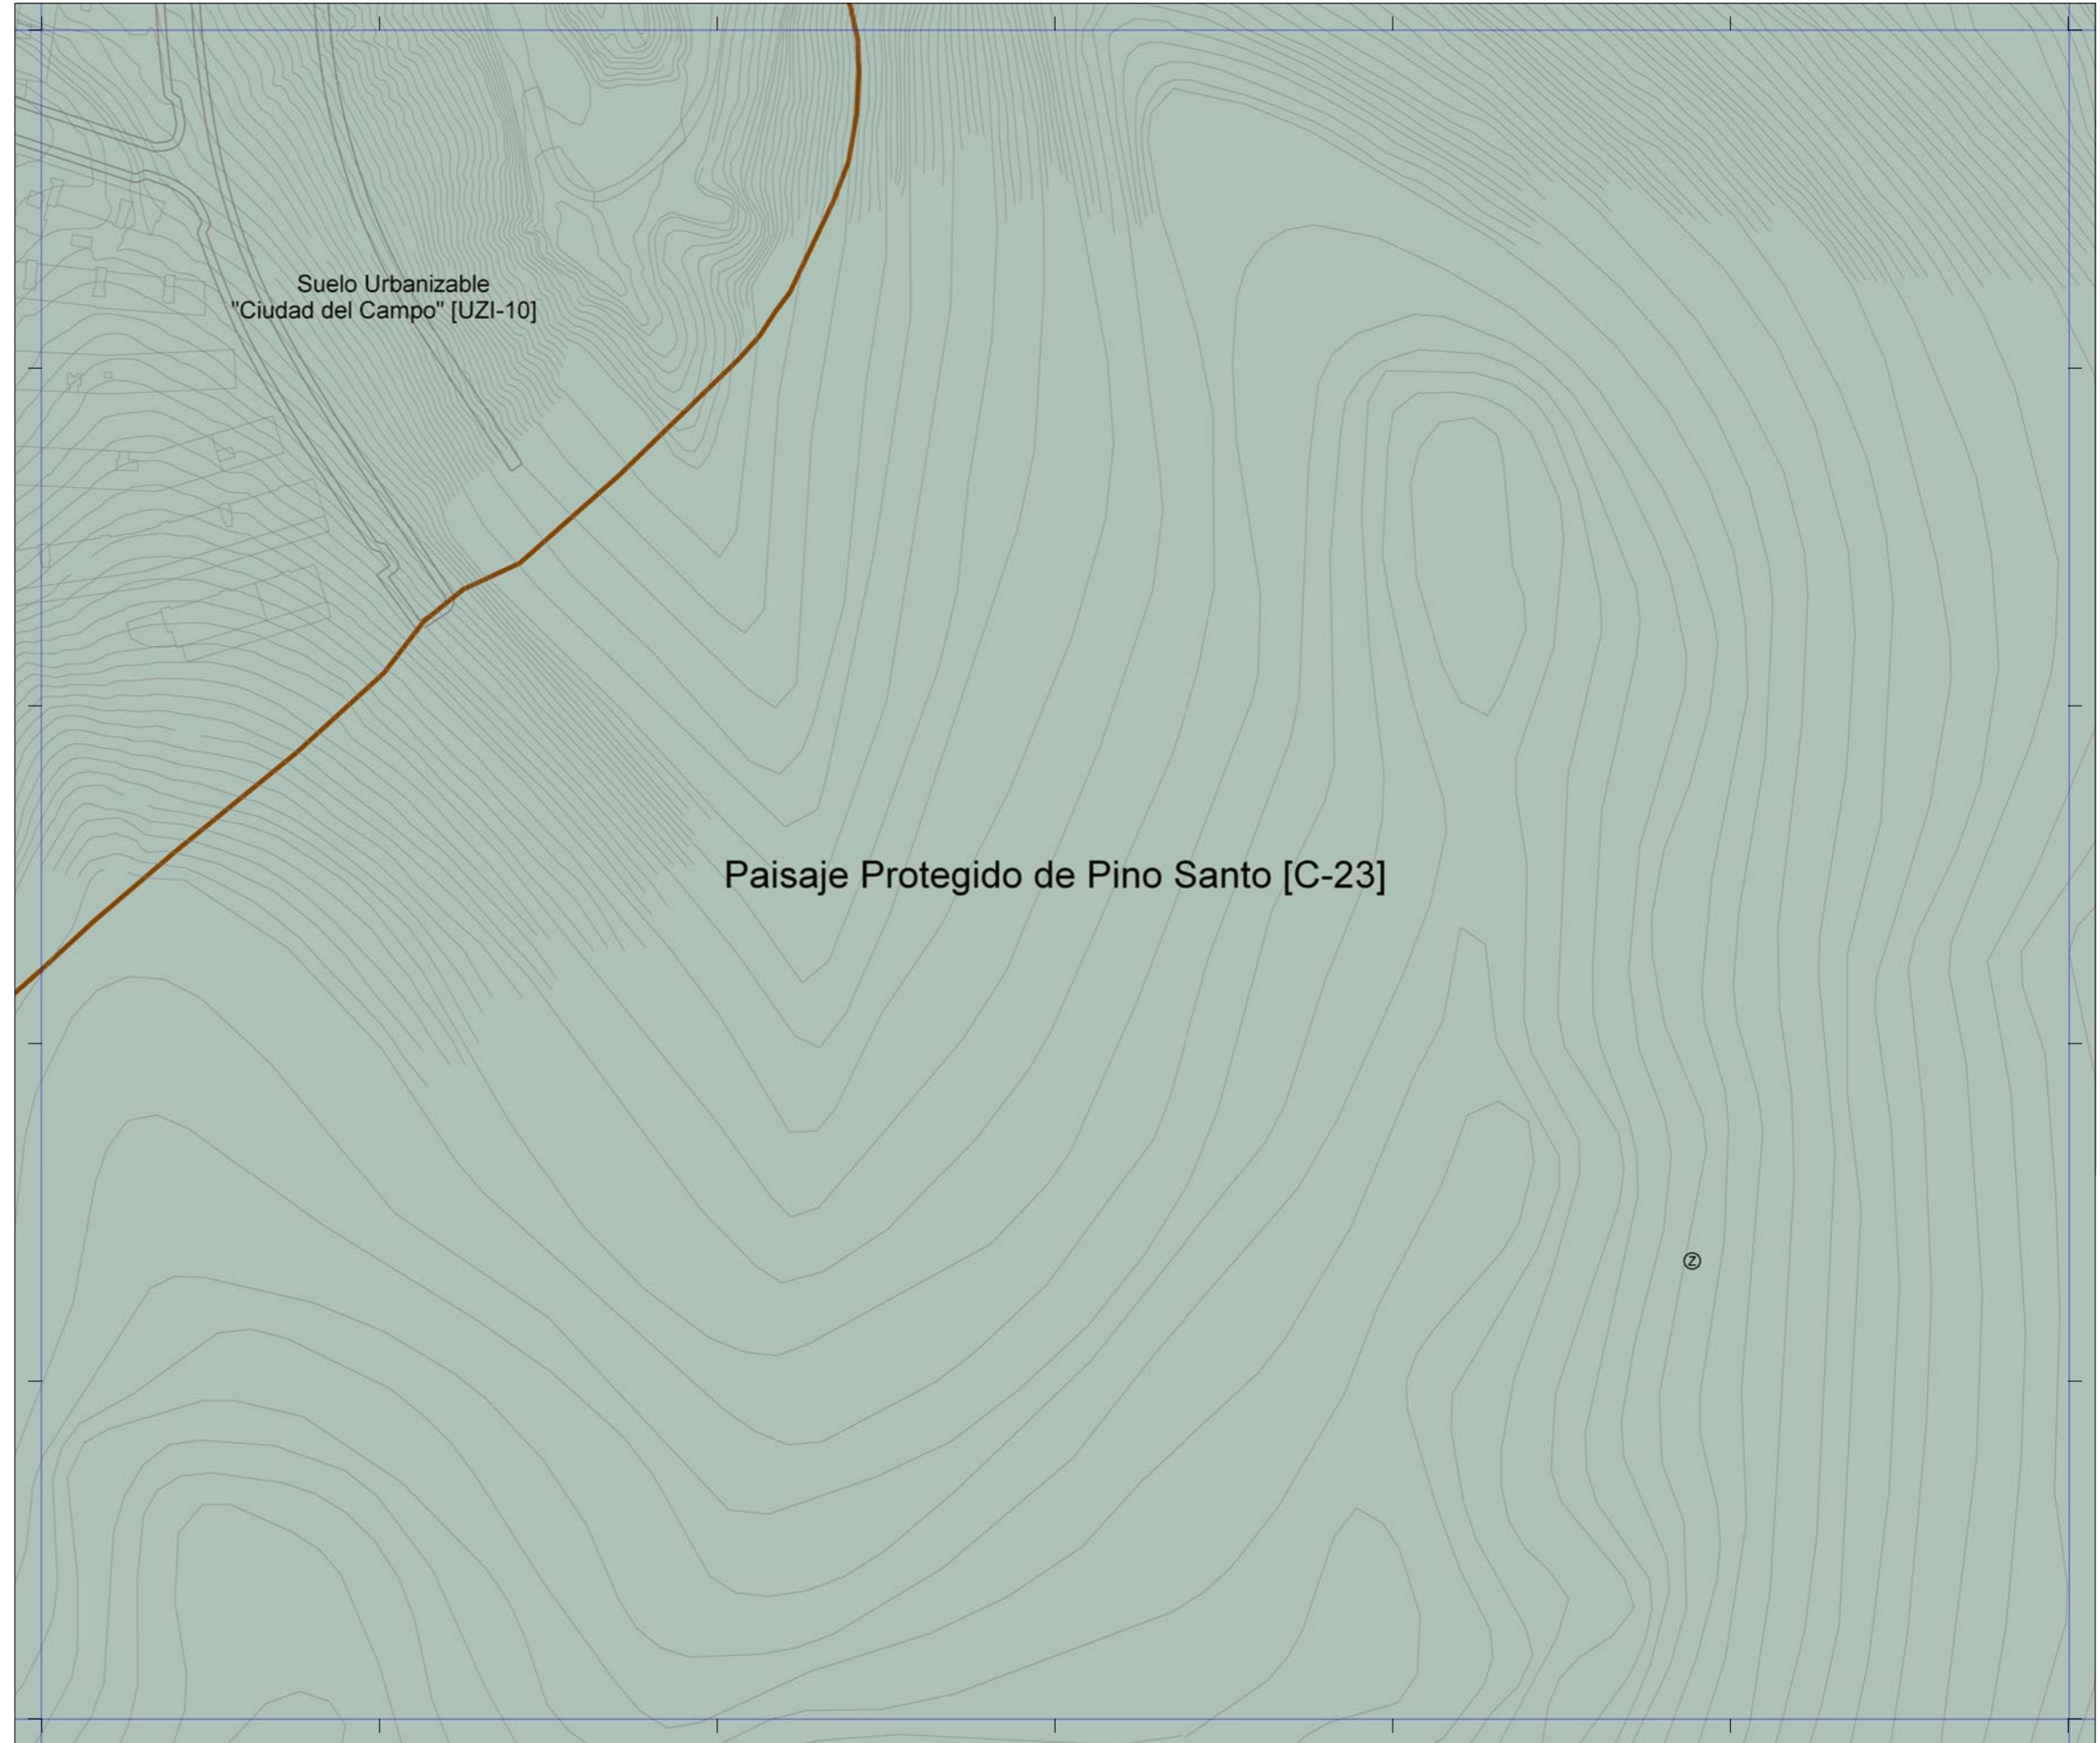 Suelo Urbanizable
"Ciudad del Campo" [UZI-10]
Paisaje Protegido de Pino Santo [C-23]
Z